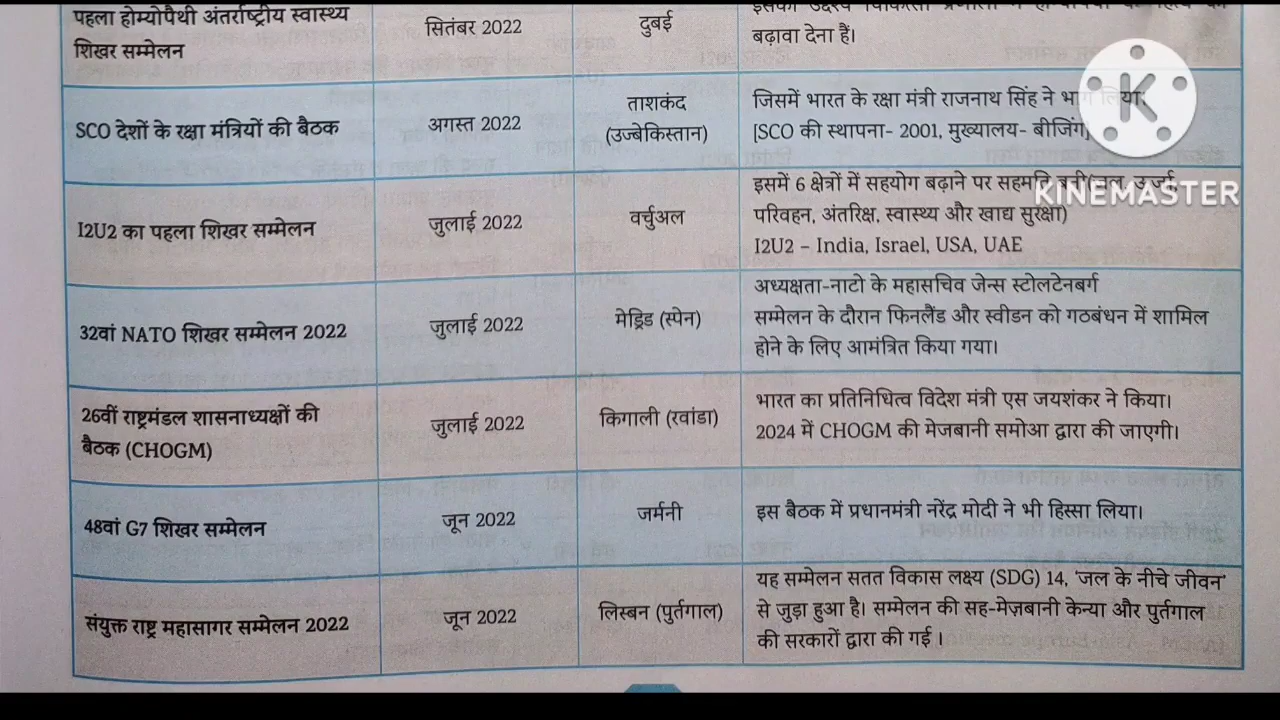 पहला होम्योपैथी अंतर्राष्ट्रीय स्वास्थ्य
शिखर सम्मेलन
सितंबर 2022
दुबई
बढ़ावा देना हैं।
SCO देशों के रक्षा मंत्रियों की बैठक
अगस्त 2022
ताशकंद
(उज्बेकिस्तान)
जिसमें भारत के रक्षा मंत्री राजनाथ सिंह ने भाग लिया
[SCO की स्थापना- 2001, मुख्यालय- बीजिंग]
I2U2 का पहला शिखर सम्मेलन
जुलाई 2022
वर्चुअल
इसमें 6 क्षेत्रों में सहयोग बढ़ाने पर सहमति
परिवहन, अंतरिक्ष, स्वास्थ्य और खाद्य सुरक्षा)
I2U2 – India, Israel, USA, UAE
32वां NATO शिखर सम्मेलन 2022
जुलाई 2022
मेड्रिड (स्पेन)
अध्यक्षता-नाटो के महासचिव जेन्स स्टोलटेनबर्ग
सम्मेलन के दौरान फिनलैंड और स्वीडन को गठबंधन में शामिल
होने के लिए आमंत्रित किया गया।
26वीं राष्ट्रमंडल शासनाध्यक्षों की
बैठक (CHOGM)
जुलाई 2022
किगाली (रवांडा)
भारत का प्रतिनिधित्व विदेश मंत्री एस जयशंकर ने किया।
2024 में CHOGM की मेजबानी समोआ द्वारा की जाएगी।
48वां G7 शिखर सम्मेलन
जून 2022
जर्मनी
इस बैठक में प्रधानमंत्री नरेंद्र मोदी ने भी हिस्सा लिया।
संयुक्त राष्ट्र महासागर सम्मेलन 2022
जून 2022
लिस्बन (पुर्तगाल)
यह सम्मेलन सतत विकास लक्ष्य (SDG) 14, 'जल के नीचे जीवन'
से जुड़ा हुआ है। सम्मेलन की सह-मेज़बानी केन्या और पुर्तगाल
की सरकारों द्वारा की गई ।
K
KINEMASTER